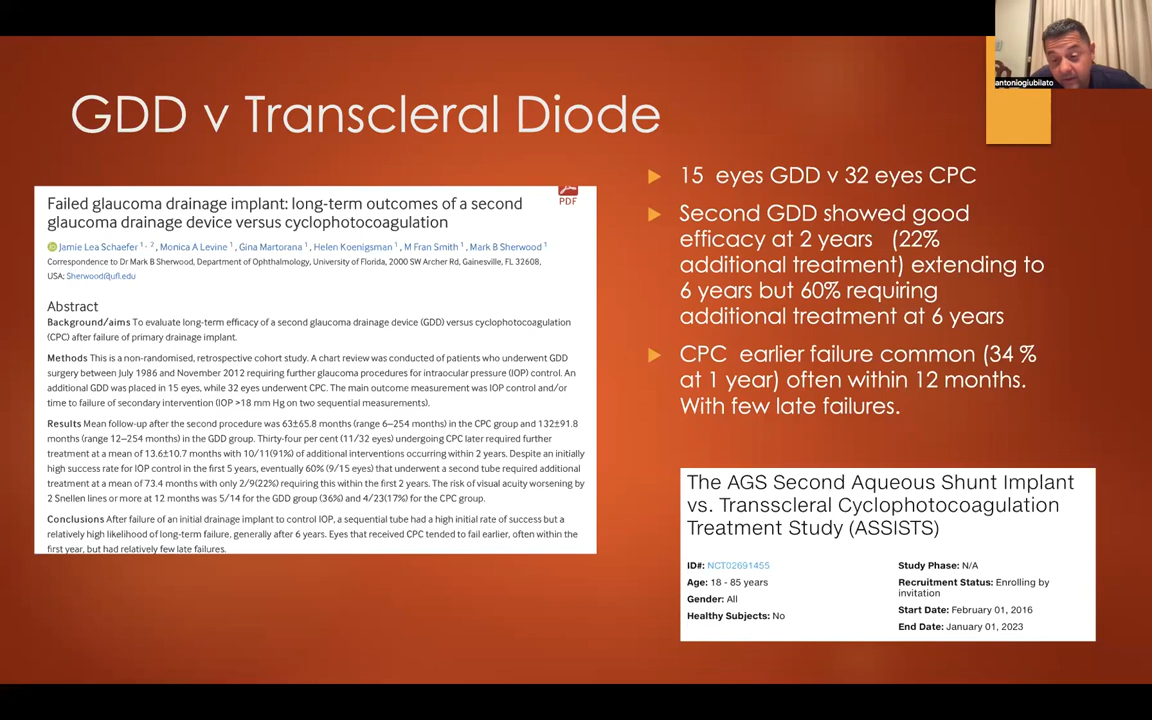 antoniogiubilato
GDD v Transcleral Diode
Failed glaucoma drainage implant: long-term outcomes of a second
glaucoma drainage device versus cyclophotocoagulation
PDF
Jamie Lea Schaefer 1, 2, Monica A Levine 1, Gina Martorana 1, Helen Koenigsman 1, M Fran Smith 1, Mark B Sherwood 1
Correspondence to Dr Mark B Sherwood, Department of Ophthalmology, University of Florida, 2000 SW Archer Rd, Gainesville, FL 32608,
USA; Sherwood@ufl.edu
Abstract
Background/aims To evaluate long-term efficacy of a second glaucoma drainage device (GDD) versus cyclophotocoagulation
(CPC) after failure of primary drainage implant.
Methods This is a non-randomised, retrospective cohort study. A chart review was conducted of patients who underwent GDD
surgery between July 1986 and November 2012 requiring further glaucoma procedures for intraocular pressure (IOP) control. An
additional GDD was placed in 15 eyes, while 32 eyes underwent CPC. The main outcome measurement was IOP control and/or
time to failure of secondary intervention (IOP >18 mm Hg on two sequential measurements).
Results Mean follow-up after the second procedure was 63±65.8 months (range 6–254 months) in the CPC group and 132±91.8
months (range 12–254 months) in the GDD group. Thirty-four per cent (11/32 eyes) undergoing CPC later required further
treatment at a mean of 13.6±10.7 months with 10/11(91%) of additional interventions occurring within 2 years. Despite an initially
high success rate for IOP control in the first 5 years, eventually 60% (9/15 eyes) that underwent a second tube required additional
treatment at a mean of 73.4 months with only 2/9(22%) requiring this within the first 2 years. The risk of visual acuity worsening by
2 Snellen lines or more at 12 months was 5/14 for the GDD group (36%) and 4/23(17%) for the CPC group.
Conclusions After failure of an initial drainage implant to control IOP, a sequential tube had a high initial rate of success but a
relatively high likelihood of long-term failure, generally after 6 years. Eyes that received CPC tended to fail earlier, often within the
first year, but had relatively few late failures.
15 eyes GDD v 32 eyes CPC
Second GDD showed good
efficacy at 2 years (22%
additional treatment) extending to
6 years but 60% requiring
additional treatment at 6 years
CPC earlier failure common (34 %
at 1 year) often within 12 months.
With few late failures.
The AGS Second Aqueous Shunt Implant
vs. Transscleral Cyclophotocoagulation
Treatment Study (ASSISTS)
ID#: NCT02691455
Age: 18 - 85 years
Gender: All
Healthy Subjects: No
Study Phase: N/A
Recruitment Status: Enrolling by
invitation
Start Date: February 01, 2016
End Date: January 01, 2023